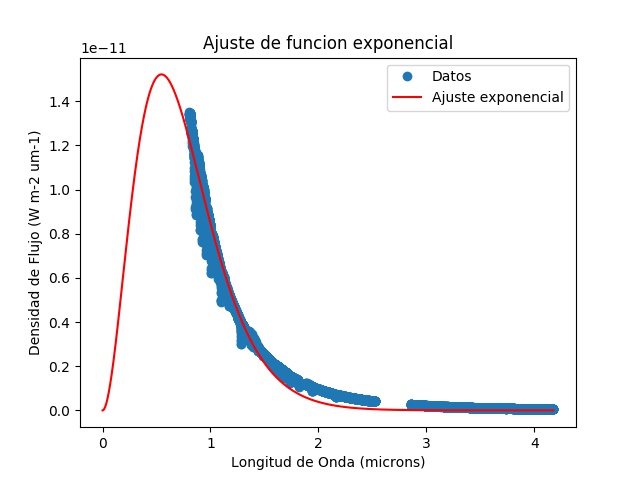 Ajuste de funcion exponencial
1e−11
Datos
Ajuste exponencial
1.4
1.2
1.0
0.8
0.6
0.4
0.2
0.0
Densidad de Flujo (W m-2 um-1)
0 1 2 3 4
Longitud de Onda (microns)